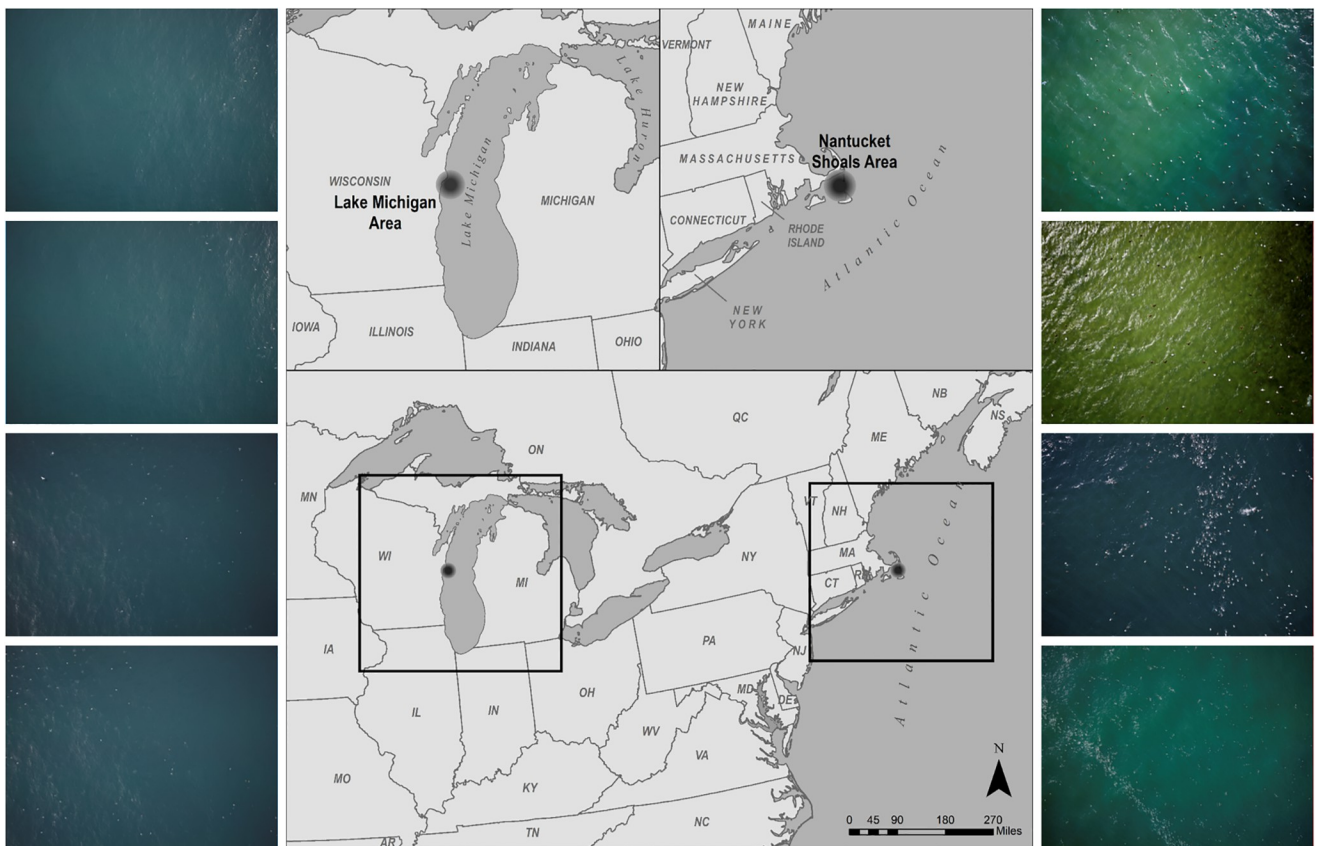 MAINE
VERMONT
NEW
HAMPSHIRE
Lake Huron
Nantucket
Shoals Area
MASSACHUSETTS
WISCONSIN
Lake Michigan
Area
Lake Michigan
MICHIGAN
CONNECTICUT
RHODE
ISLAND
Atlantic Ocean
NEW
YORK
IOWA
ILLINOIS
INDIANA
OHIO
NB
NS
QC
ME
ON
MN
VT
NH
WI
MI
NY
MA
CT
RI
Atlantic Ocean
IA
PA
NJ
OH
MD
DE
IL
IN
WV
VA
N
MO
KY
NC
TN
AR
0 45 90 180 270
Miles